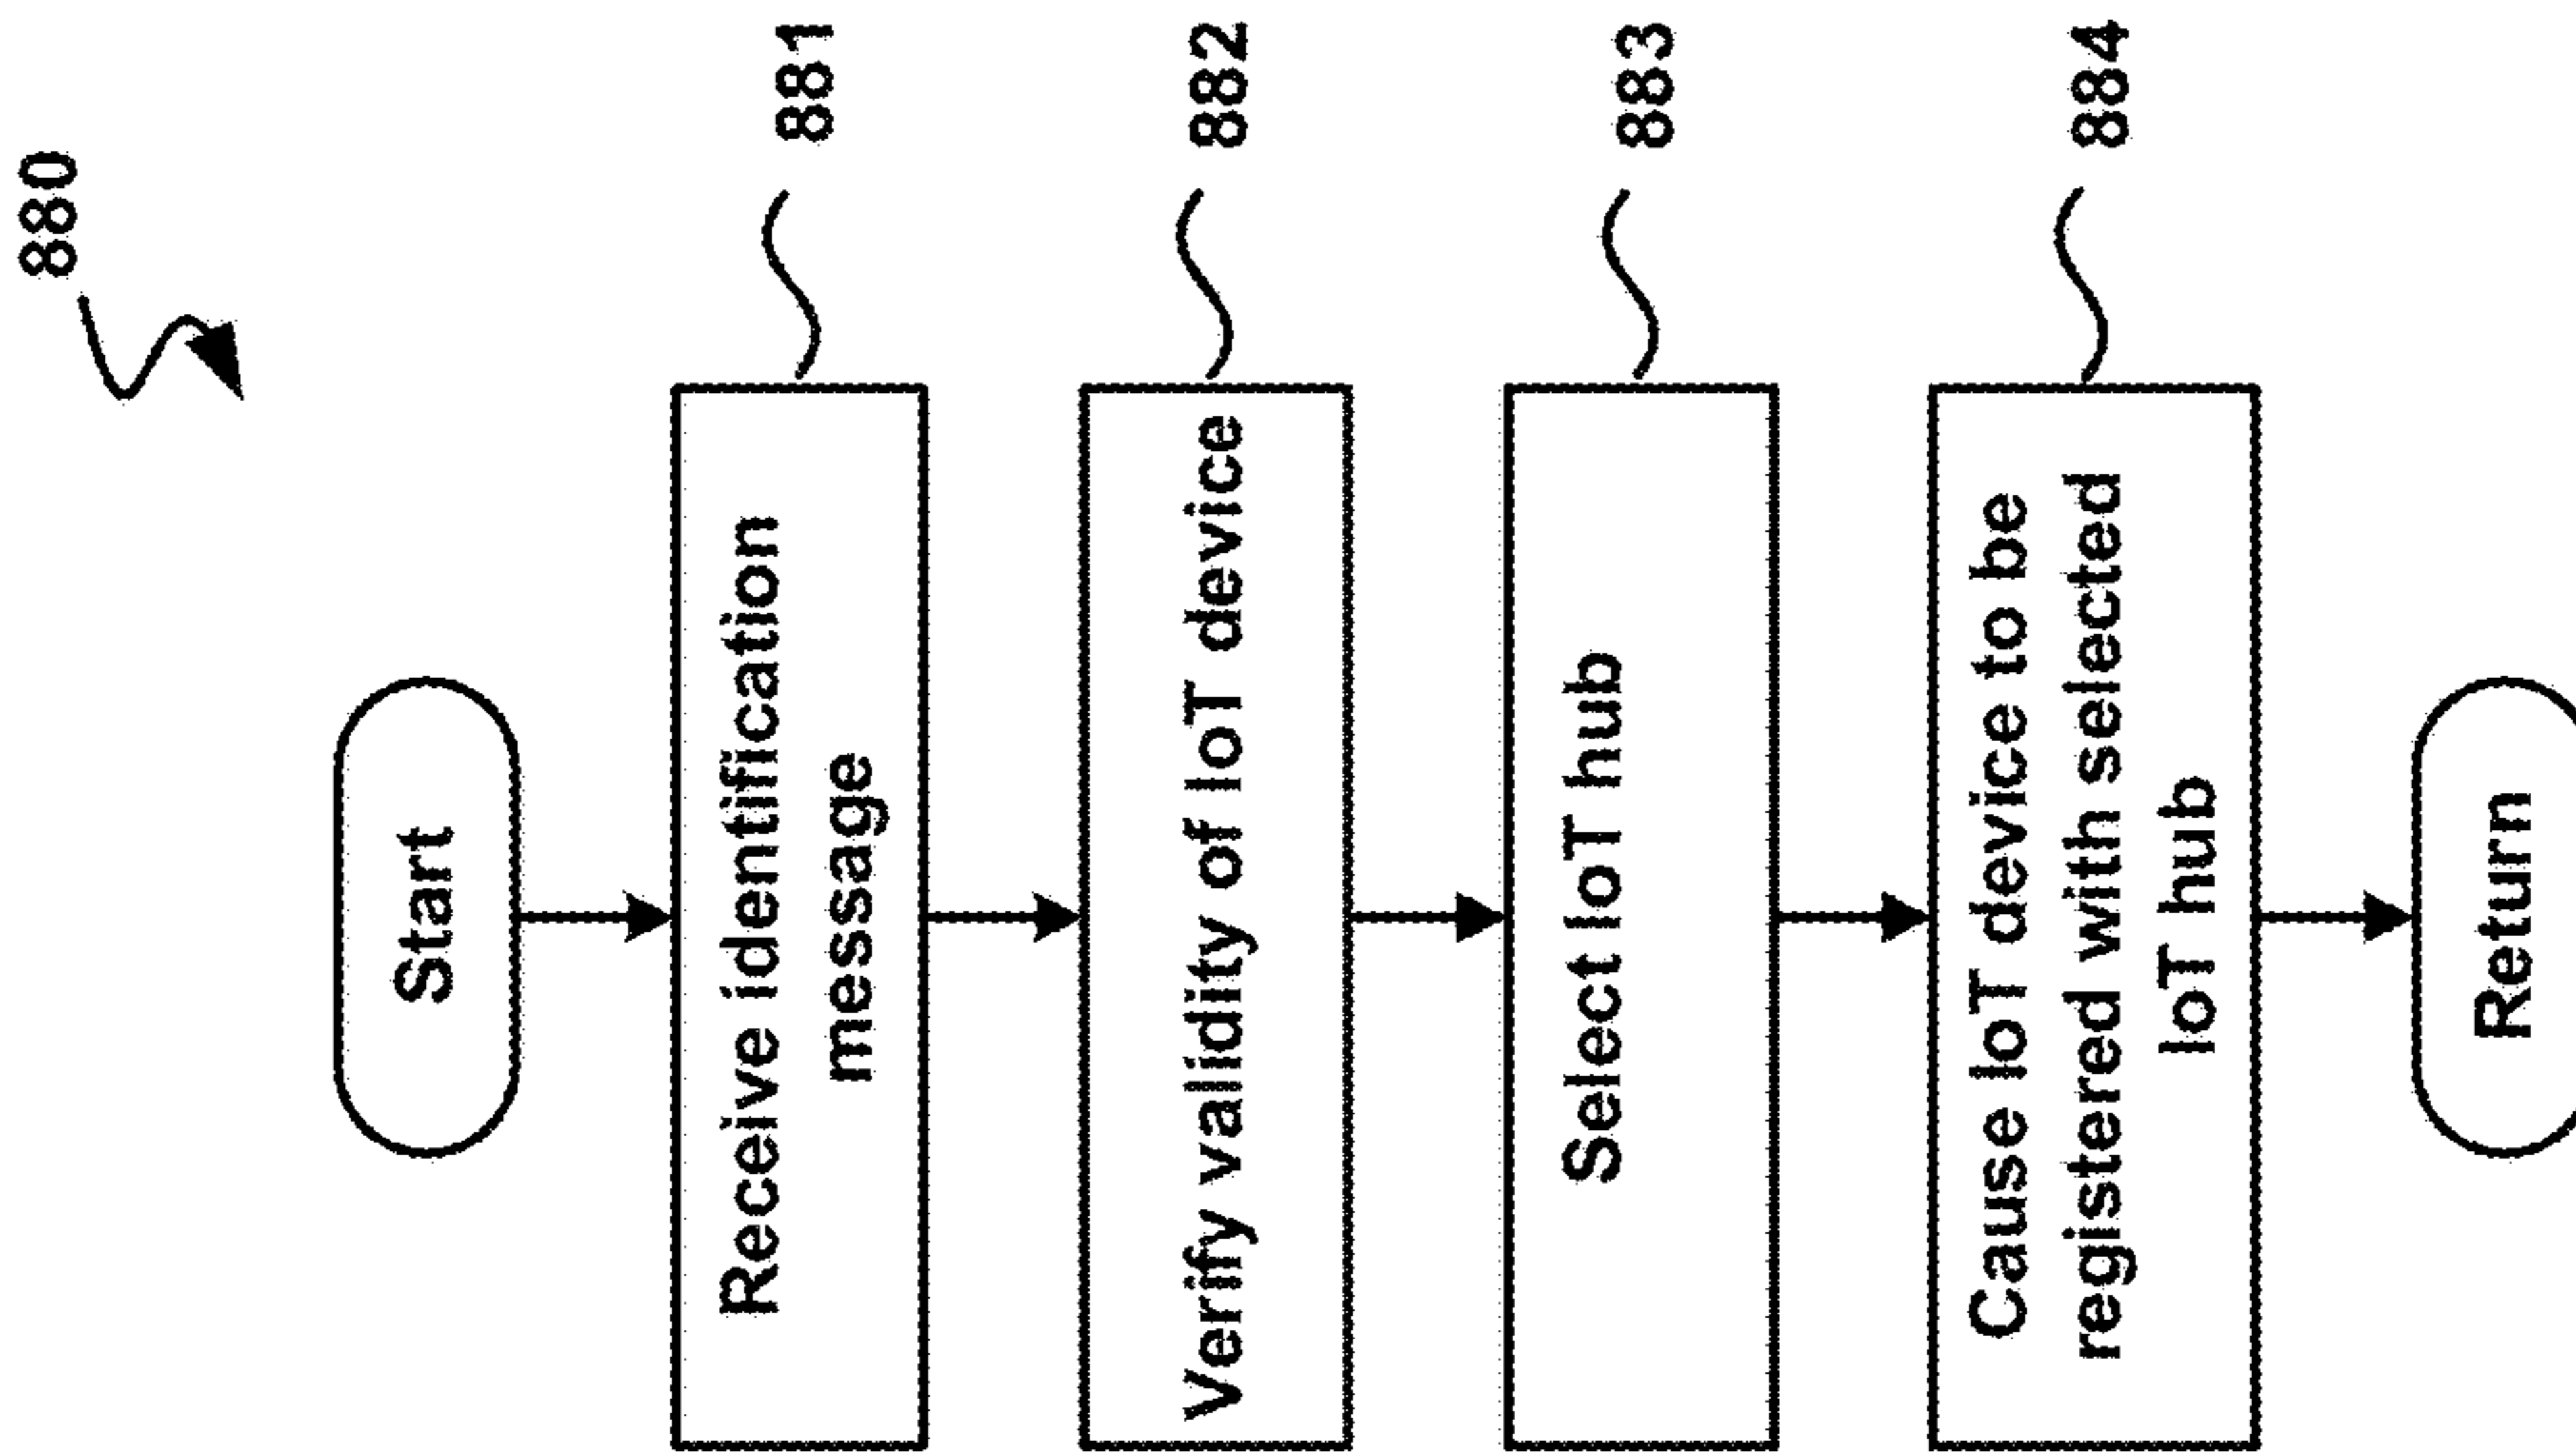 880
Start
Receive identification
message
881
Verify validity of IoT device
882
Select IoT hub
883
Cause IoT device to be
registered with selected
IoT hub
884
Return